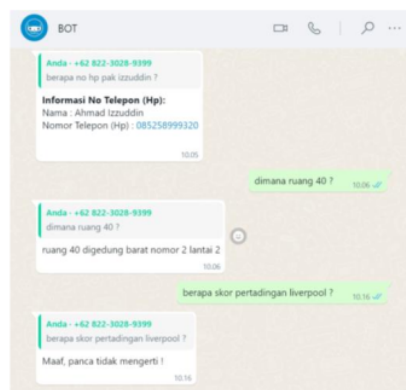 BOT
Anda - +62 822-3028-9399
berapa no hp pak izzuddin ?
Informasi No Telepon (Hp):
Nama : Ahmad Izzuddin
Nomor Telepon (Hp) : 085258999320
10.05
dimana ruang 40 ?
10.06
Anda - +62 822-3028-9399
dimana ruang 40 ?
ruang 40 digedung barat nomor 2 lantai 2
10.06
berapa skor pertadingan liverpool ?
10.16
Anda - +62 822-3028-9399
berapa skor pertadingan liverpool ?
Maaf, panca tidak mengerti !
10.16